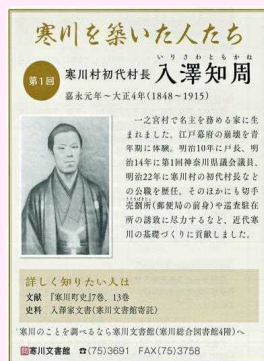 寒川を築いた人たち
第1回
寒川村初代村長
いりさわともかね
入澤知周
嘉永元年～大正4年(1848～1915)
一之宮村で名主を務める家に生
まれました。江戸幕府の崩壊を青
年期に体験。明治10年に戸長、明
治14年に第1回神奈川県議会議員、
明治22年に寒川村の初代村長など
の公職を歴任。そのほかにも切手
売捌所(郵便局の前身)や巡査駐在
所の誘致に尽力するなど、近代寒
川の基礎づくりに貢献しました。
詳しく知りたい人は
文献 『寒川町史』7巻、13巻
史料 入澤家文書(寒川文書館寄託)
寒川のことを調べるなら寒川文書館(寒川総合図書館4階)へ
問寒川文書館 ☎(75)3691 FAX(75)3758